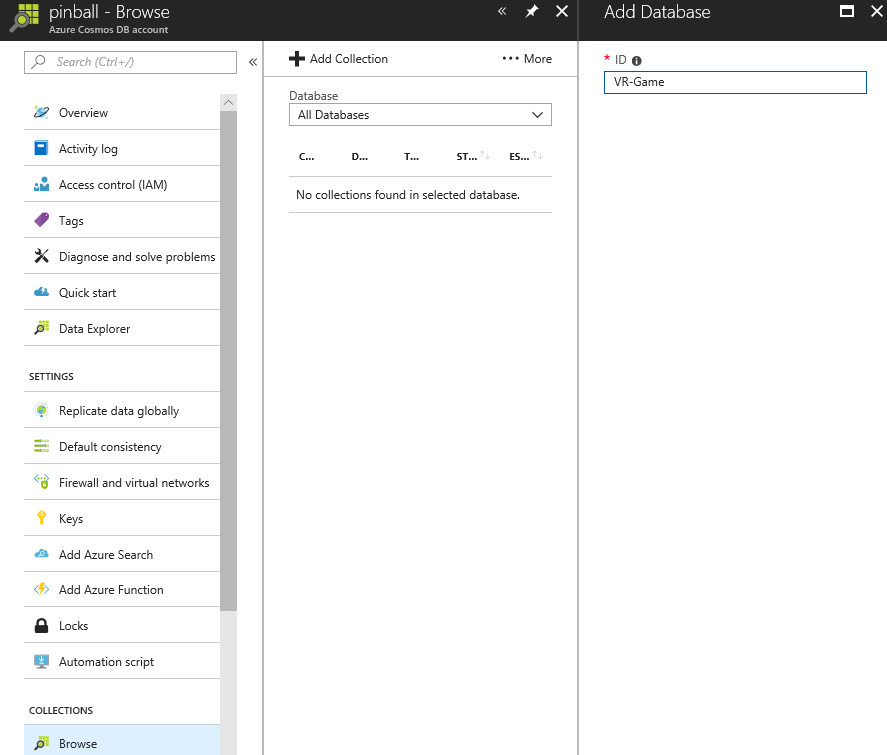 pinball - Browse
Azure Cosmos DB account
Search (Ctrl+/)
Overview
Activity log
Access control (IAM)
Tags
Diagnose and solve problems
Quick start
Data Explorer
SETTINGS
Replicate data globally
Default consistency
Firewall and virtual networks
Keys
Add Azure Search
Add Azure Function
Locks
Automation script
COLLECTIONS
Browse
Add Collection
More
Database
All Databases
C... D... T... ST... ES...
No collections found in selected database.
Add Database
* ID
VR-Game